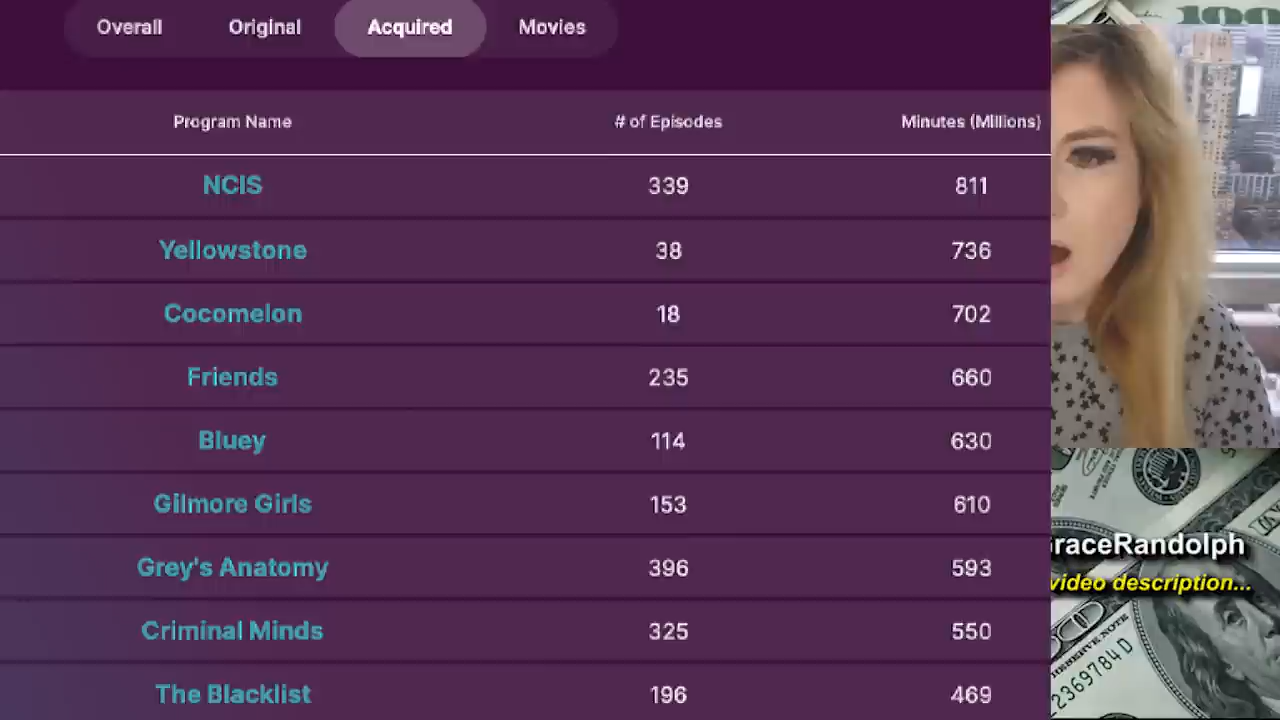 Overall Original Acquired Movies
Program Name # of Episodes Minutes (Millions)
NCIS 339 811
Yellowstone 38 736
Cocomelon 18 702
Friends 235 660
Bluey 114 630
Gilmore Girls 153 610
Grey's Anatomy 396 593
Criminal Minds 325 550
The Blacklist 196 469
100
raceRandolph
video description...
2369784D